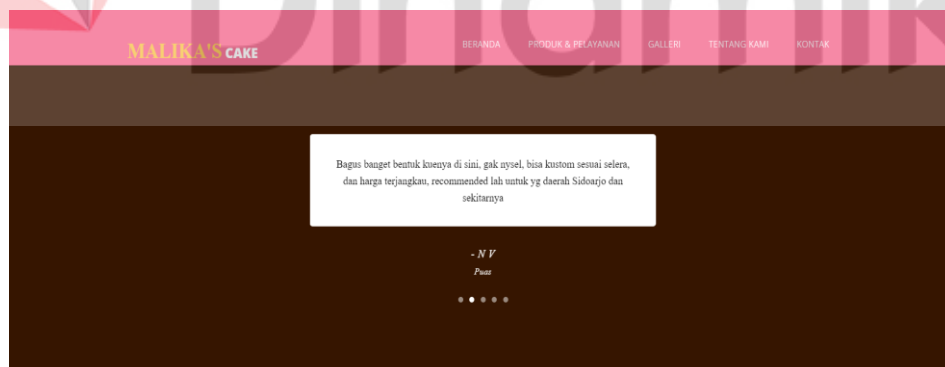 Dinamik
MALIKA'S CAKE
BERANDA PRODUK & PELAYANAN GALLERI TENTANG KAMI KONTAK
Bagus banget bentuk kuenya di sini, gak nysel, bisa kustom sesuai selera,
dan harga terjangkau, recommended lah untuk yg daerah Sidoarjo dan
sekitarnya
- N V
Puas